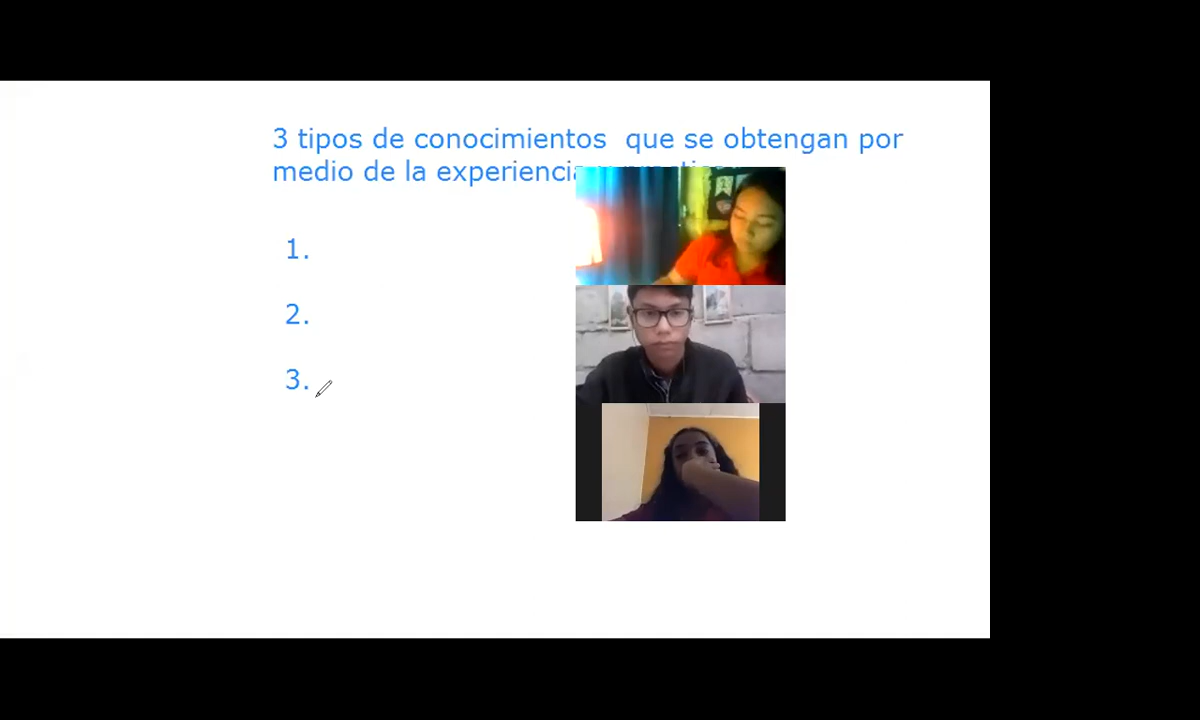 3 tipos de conocimientos que se obtengan por
medio de la experiencia
1.
2.
3.